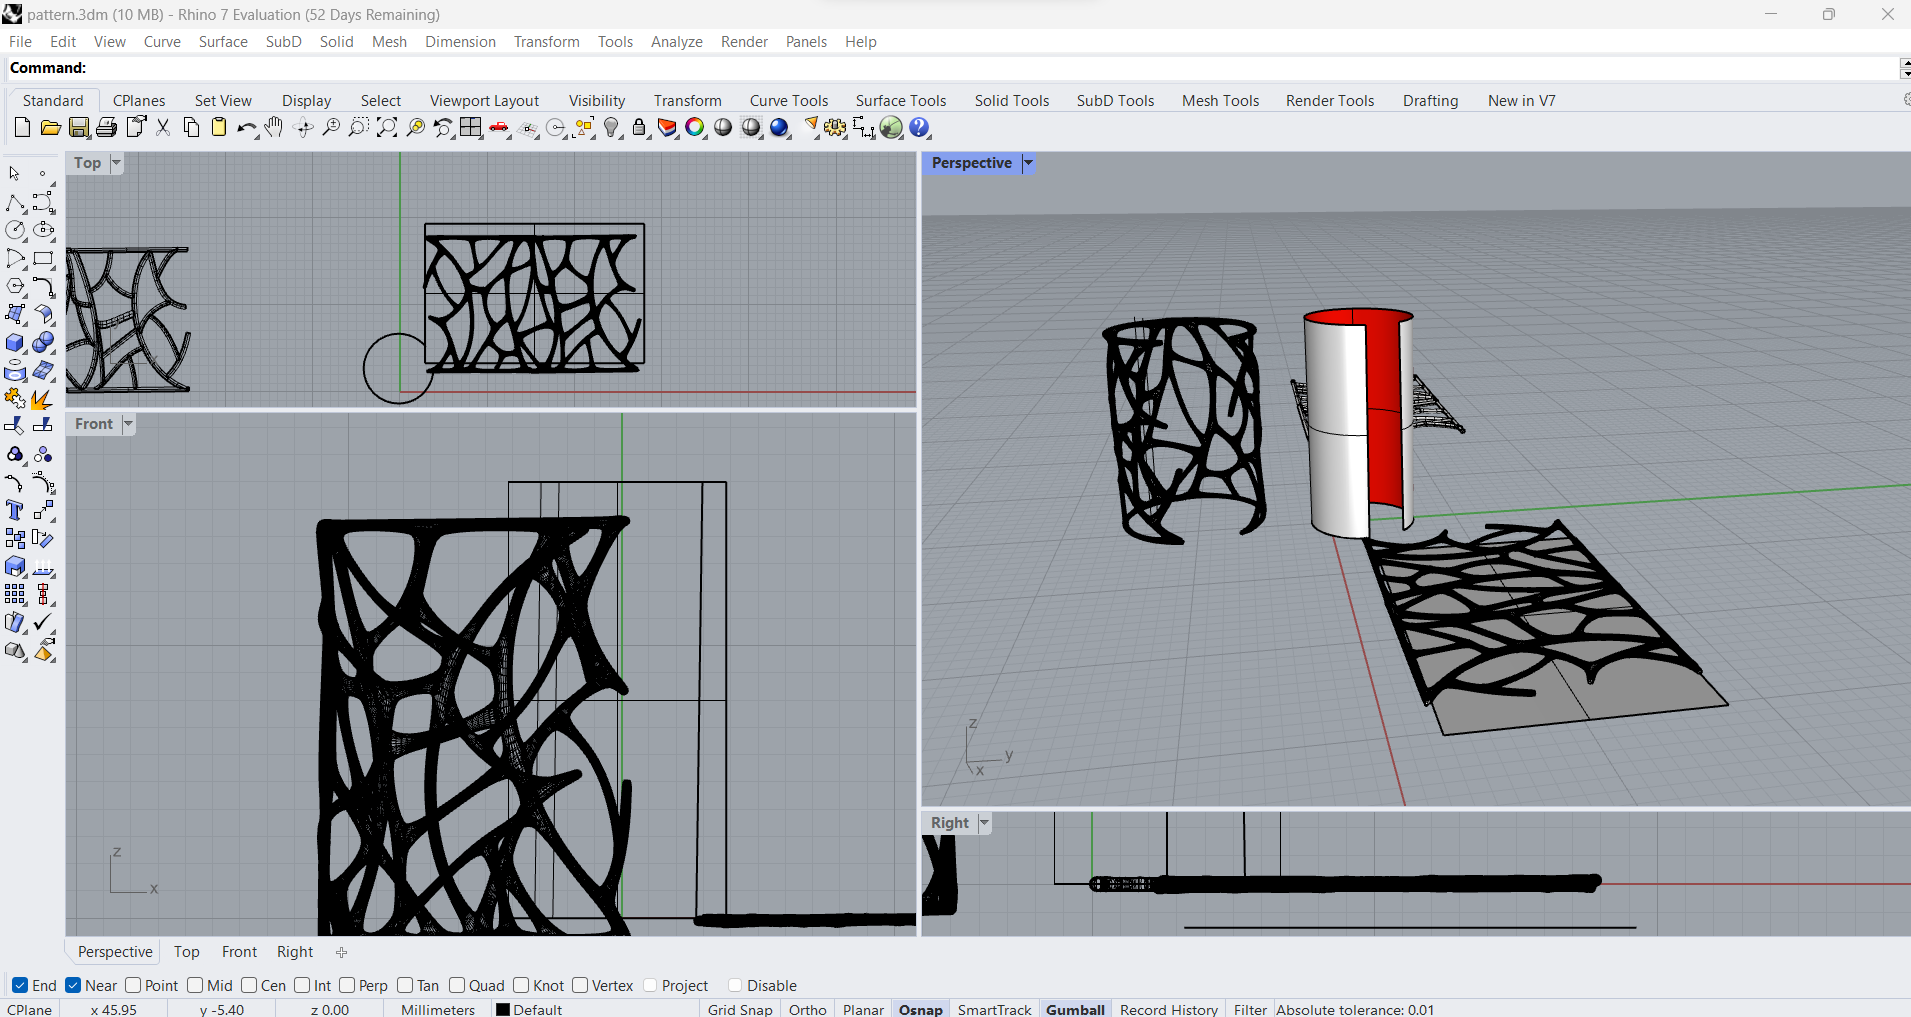 pattern.3dm (10 MB) - Rhino 7 Evaluation (52 Days Remaining)
File Edit View Curve Surface SubD Solid Mesh Dimension Transform Tools Analyze Render Panels Help
Command:
Standard CPlanes Set View Display Select Viewport Layout Visibility Transform Curve Tools Surface Tools Solid Tools SubD Tools Mesh Tools Render Tools Drafting New in V7
Top
Perspective
Front
z
y
x
Right
z
x
Perspective Top Front Right
End Near Point Mid Cen Int Perp Tan Quad Knot Vertex Project Disable
CPlane x 45.95 y -5.40 z 0.00 Millimeters Default Grid Snap Ortho Planar Osnap SmartTrack Gumball Record History Filter Absolute tolerance: 0.01